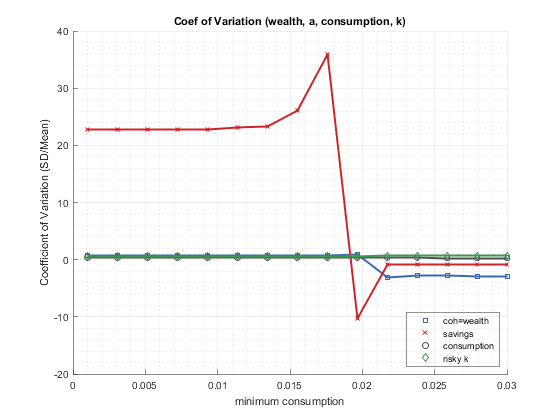 Coef of Variation (wealth, a, consumption, k)
Coefficient of Variation (SD/Mean)
40
30
20
10
0
-10
-20
0
0.005
0.01
0.015
0.02
0.025
0.03
minimum consumption
coh=wealth
savings
consumption
risky k